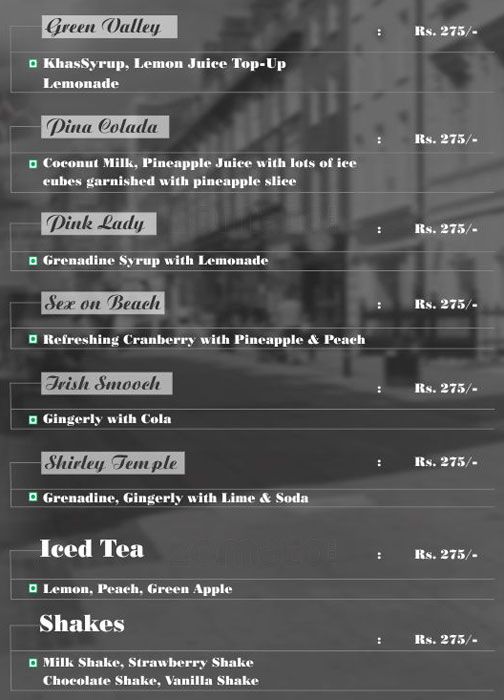 Green Valley : Rs. 275/-
KhasSyrup, Lemon Juice Top-Up
Lemonade
Pina Colada : Rs. 275/-
Coconut Milk, Pineapple Juice with lots of ice
cubes garnished with pineapple slice
Pink Lady : Rs. 275/-
Grenadine Syrup with Lemonade
Sex on Beach : Rs. 275/-
Refreshing Cranberry with Pineapple & Peach
Irish Smooch : Rs. 275/-
Gingerly with Cola
Shirley Temple : Rs. 275/-
Grenadine, Gingerly with Lime & Soda
zomato
Iced Tea : Rs. 275/-
Lemon, Peach, Green Apple
Shakes : Rs. 275/-
Milk Shake, Strawberry Shake
Chocolate Shake, Vanilla Shake